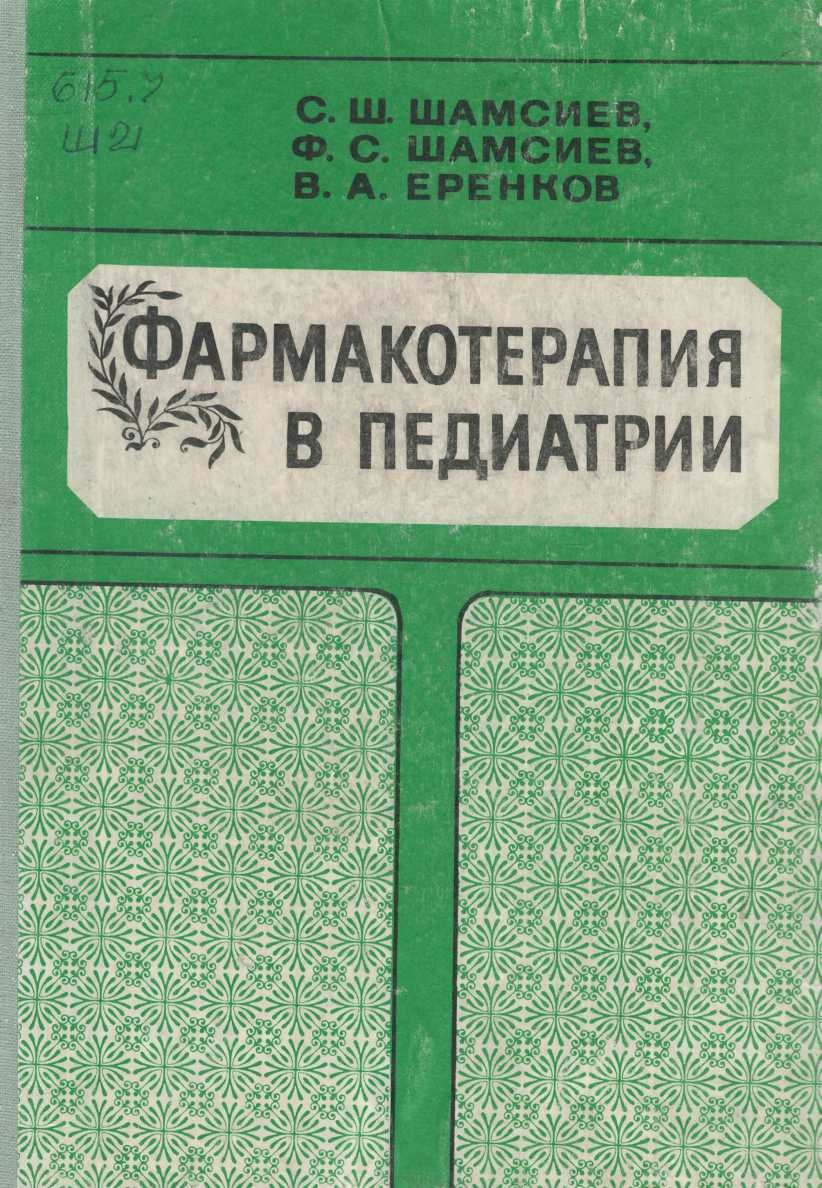 615.7
Ш21
С. Ш. ШАМСИЕВ,
Ф. С. ШАМСИЕВ,
В. А. ЕРЕНКОВ
ФАРМАКОТЕРАПИЯ
В ПЕДИАТРИИ